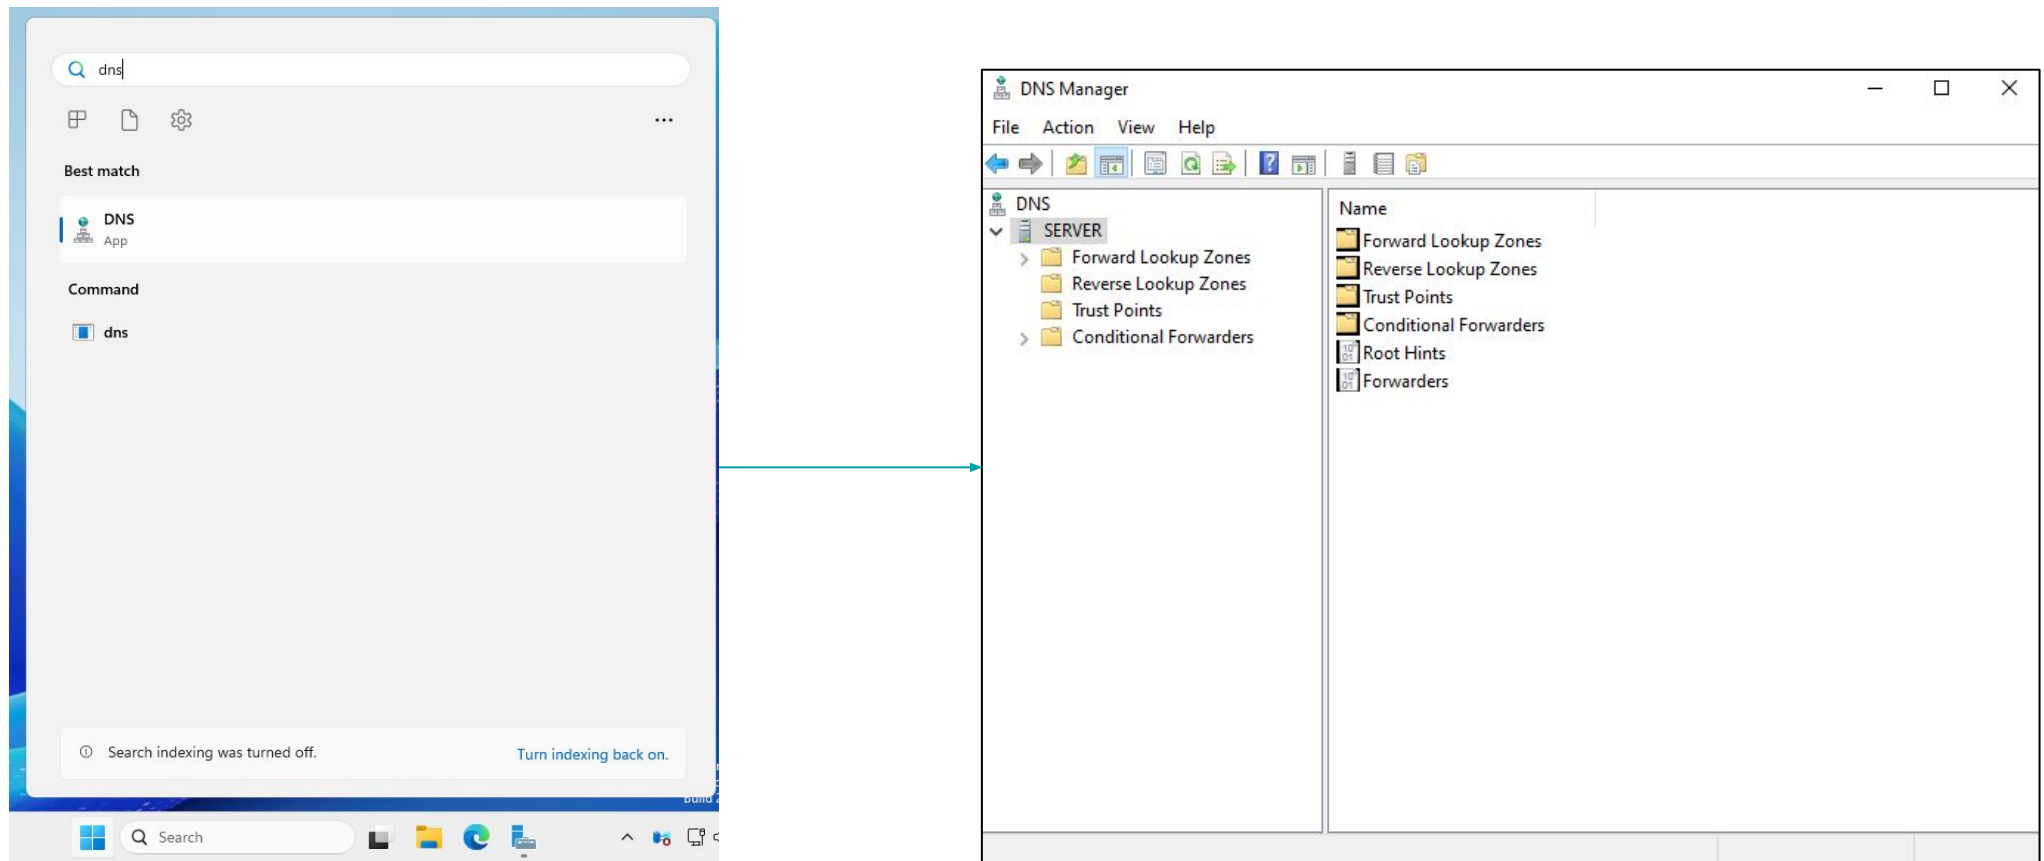 dns
Best match
DNS
App
Command
dns
Search indexing was turned off.
Turn indexing back on.
Search
DNS Manager
File Action View Help
DNS
SERVER
Forward Lookup Zones
Reverse Lookup Zones
Trust Points
Conditional Forwarders
Name
Forward Lookup Zones
Reverse Lookup Zones
Trust Points
Conditional Forwarders
Root Hints
Forwarders